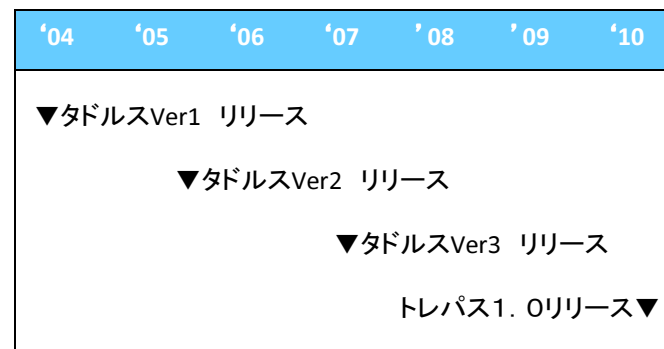 ‘04 ‘05 ‘06 ‘07 ’08 ’09 ‘10
▼タドルスVer1　リリース
▼タドルスVer2　リリース
▼タドルスVer3　リリース
トレパス１．０リリース▼